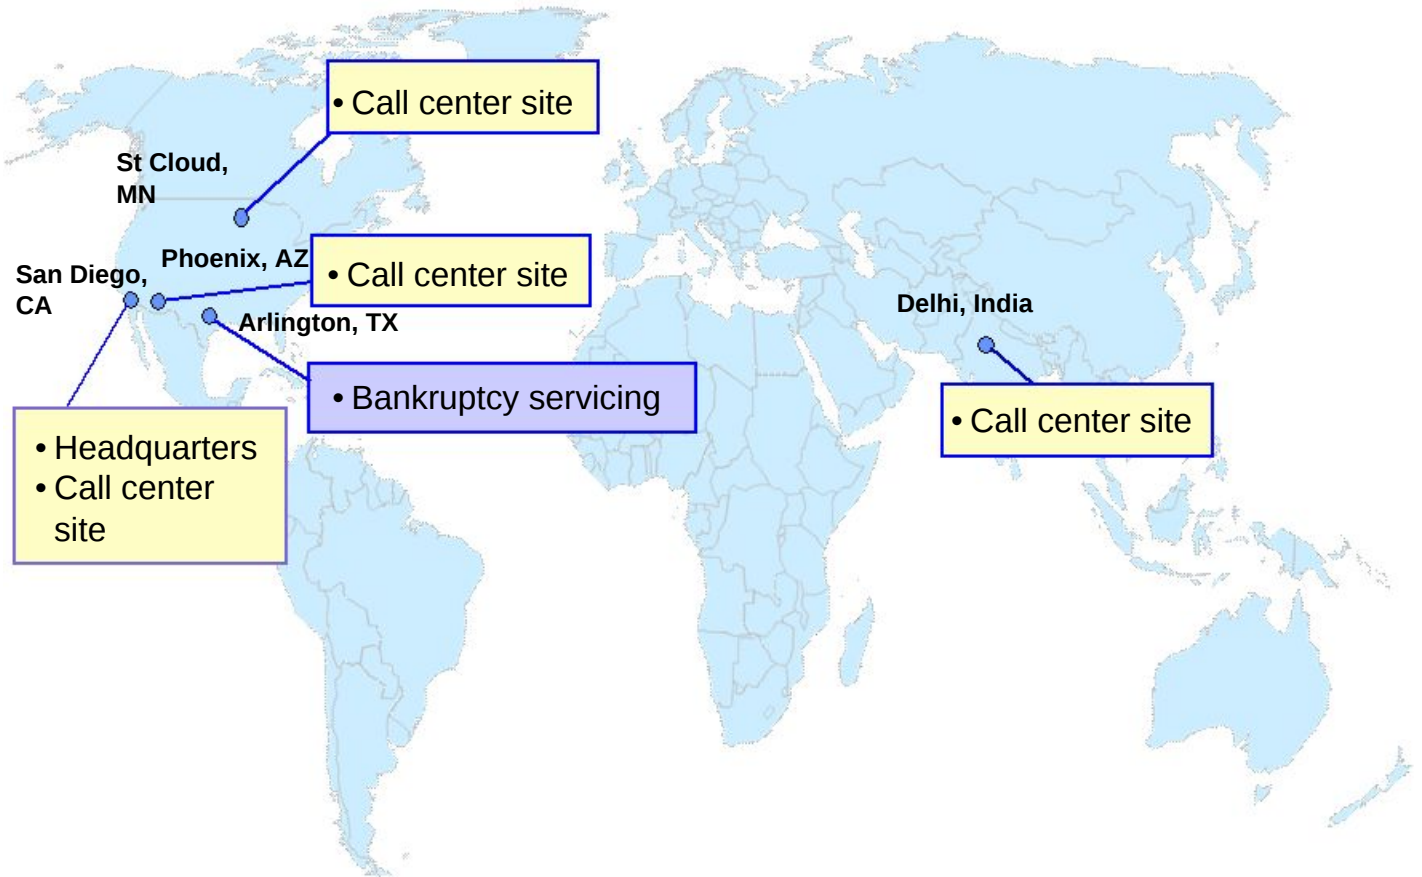 • Call center site
St Cloud,
MN
Phoenix, AZ
• Call center site
San Diego,
CA
Arlington, TX
Delhi, India
• Bankruptcy servicing
• Call center site
• Headquarters
• Call center
site